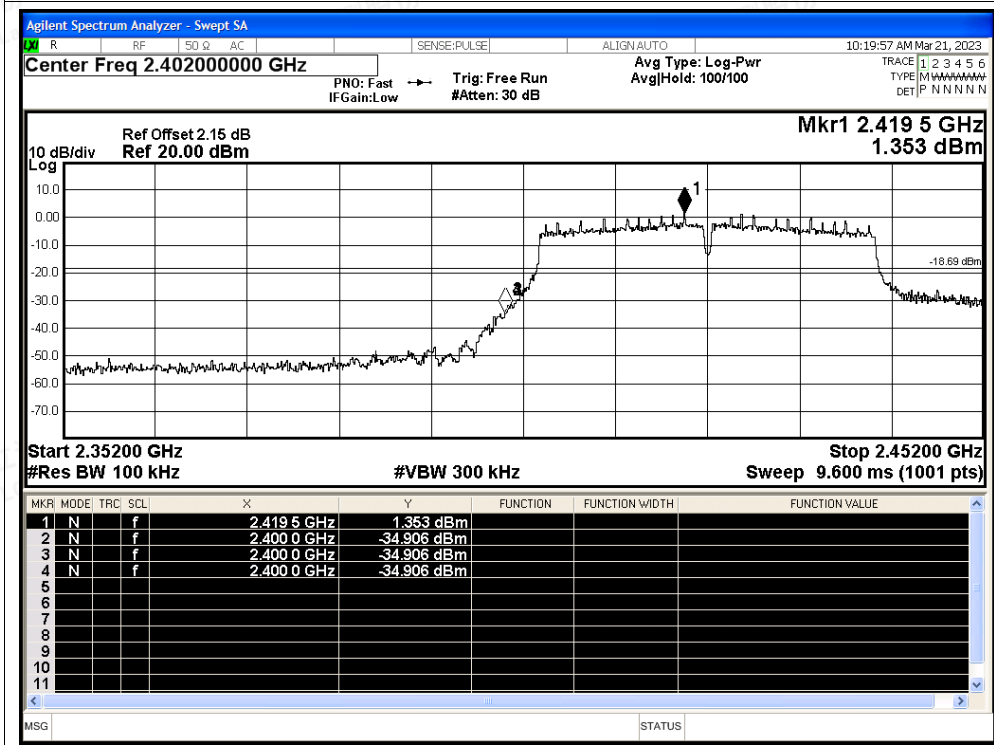 Agilent Spectrum Analyzer - Swept SA
LXI R RF 50 Ω AC SENSE:PULSE ALIGN AUTO 10:19:57 AM Mar 21, 2023
Center Freq 2.402000000 GHz
PNO: Fast
IFGain:Low
Trig: Free Run
#Atten: 30 dB
Avg Type: Log-Pwr
Avg|Hold: 100/100
TRACE 1 2 3 4 5 6
TYPE M WWWWW
DET P N N N N N
Mkr1 2.419 5 GHz
1.353 dBm
Ref Offset 2.15 dB
10 dB/div Ref 20.00 dBm
Log
10.0
0.00
-10.0
-20.0
-30.0
-40.0
-50.0
-60.0
-70.0
1
-18.69 dBm
Start 2.35200 GHz Stop 2.45200 GHz
#Res BW 100 kHz #VBW 300 kHz Sweep 9.600 ms (1001 pts)
MKR MODE TRC SCL X Y FUNCTION FUNCTION WIDTH FUNCTION VALUE
1 N f 2.419 5 GHz 1.353 dBm
2 N f 2.400 0 GHz -34.906 dBm
3 N f 2.400 0 GHz -34.906 dBm
4 N f 2.400 0 GHz -34.906 dBm
5
6
7
8
9
10
11
MSG STATUS